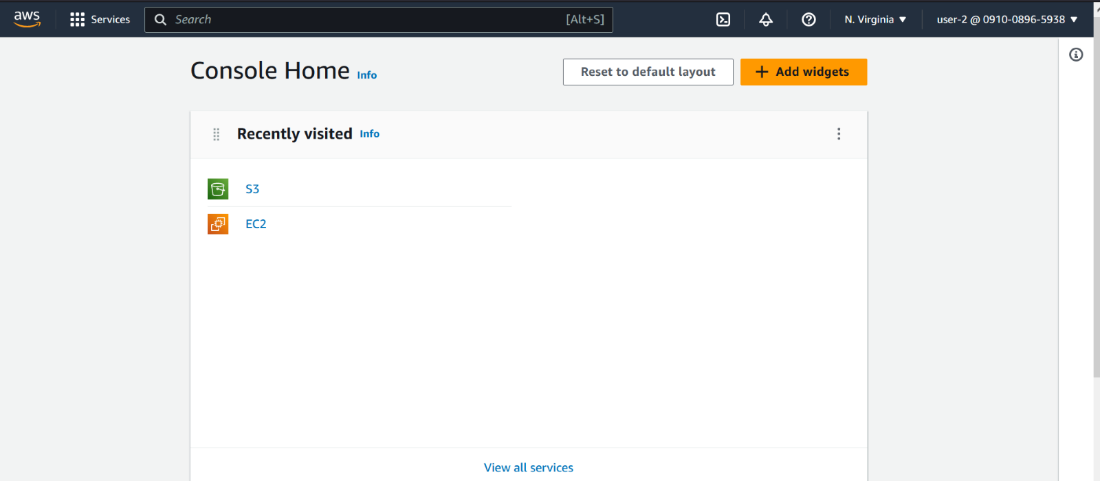 aws Services Search [Alt+S] N. Virginia user-2 @ 0910-0896-5938
Console Home Info Reset to default layout Add widgets
Recently visited Info
S3
EC2
View all services